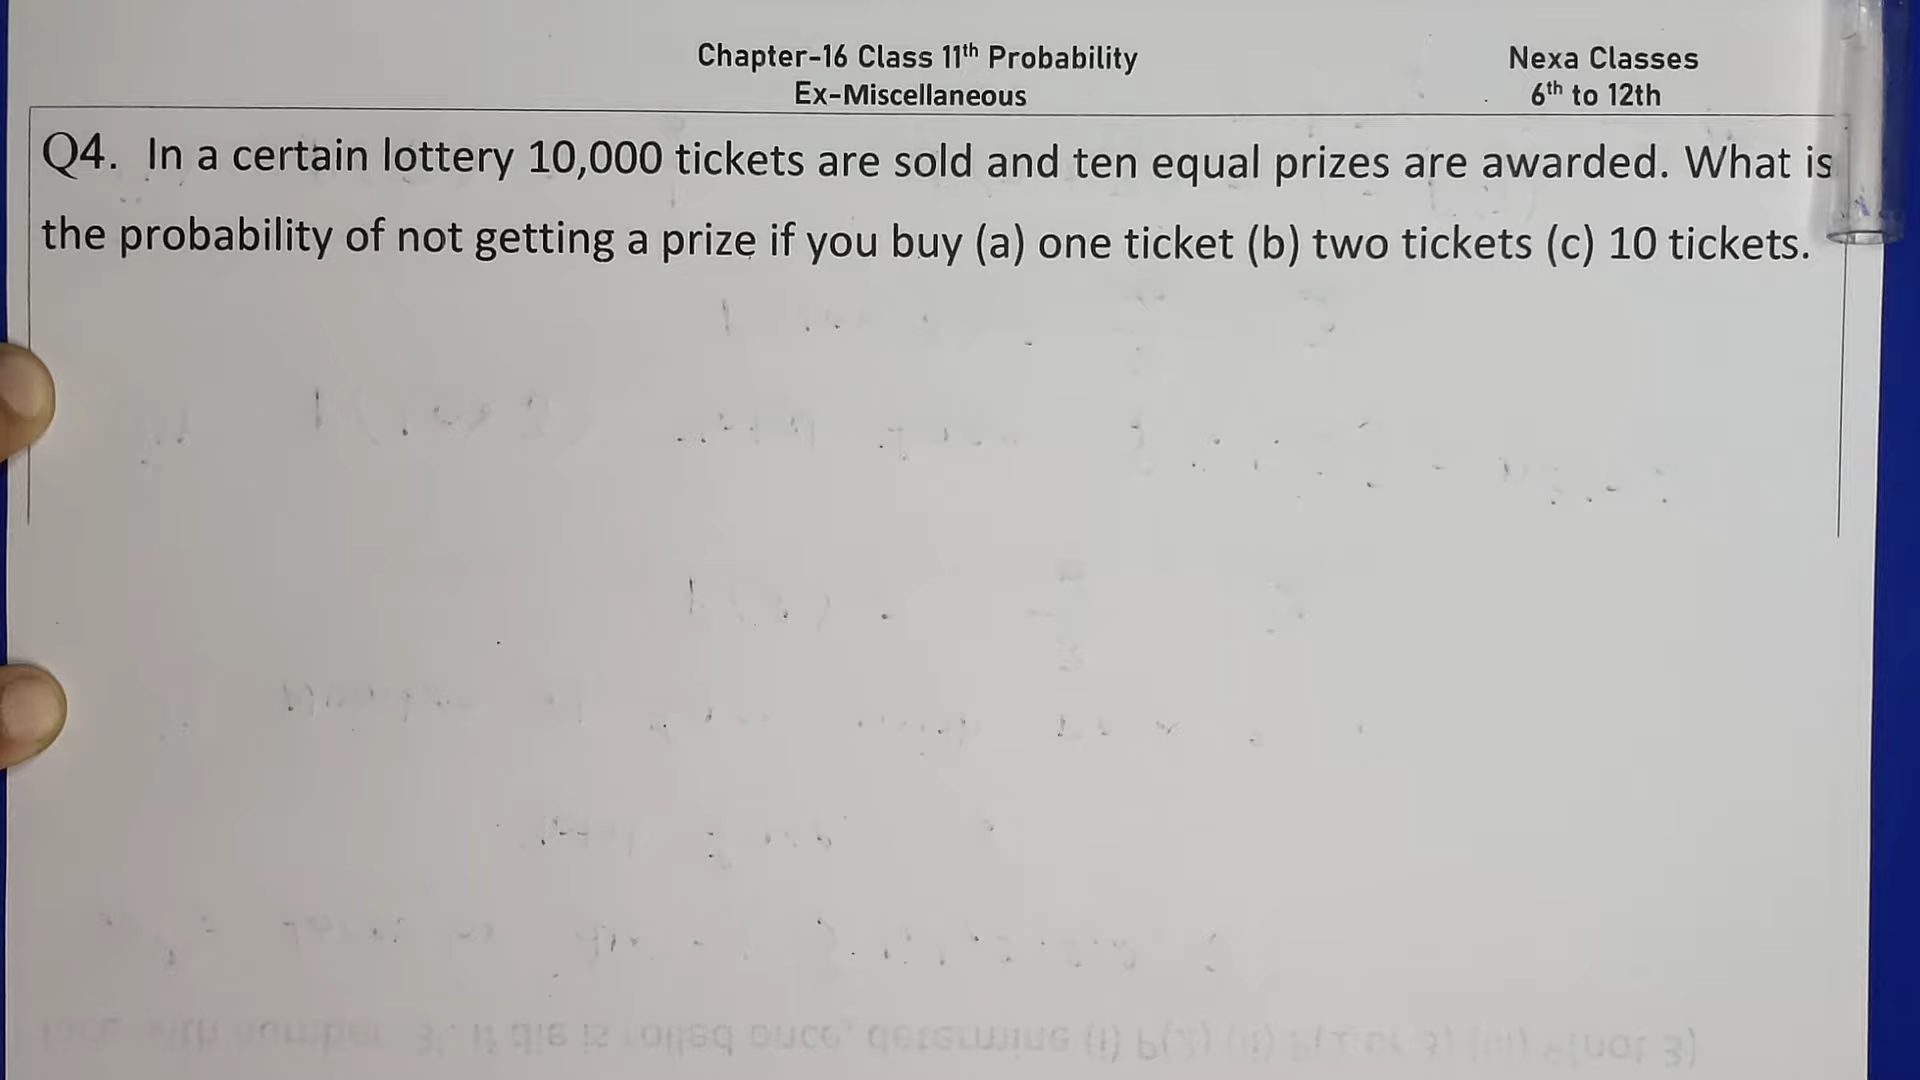 Chapter-16 Class 11th Probability
Ex-Miscellaneous
Nexa Classes
6th to 12th
Q4. In a certain lottery 10,000 tickets are sold and ten equal prizes are awarded. What is
the probability of not getting a prize if you buy (a) one ticket (b) two tickets (c) 10 tickets.